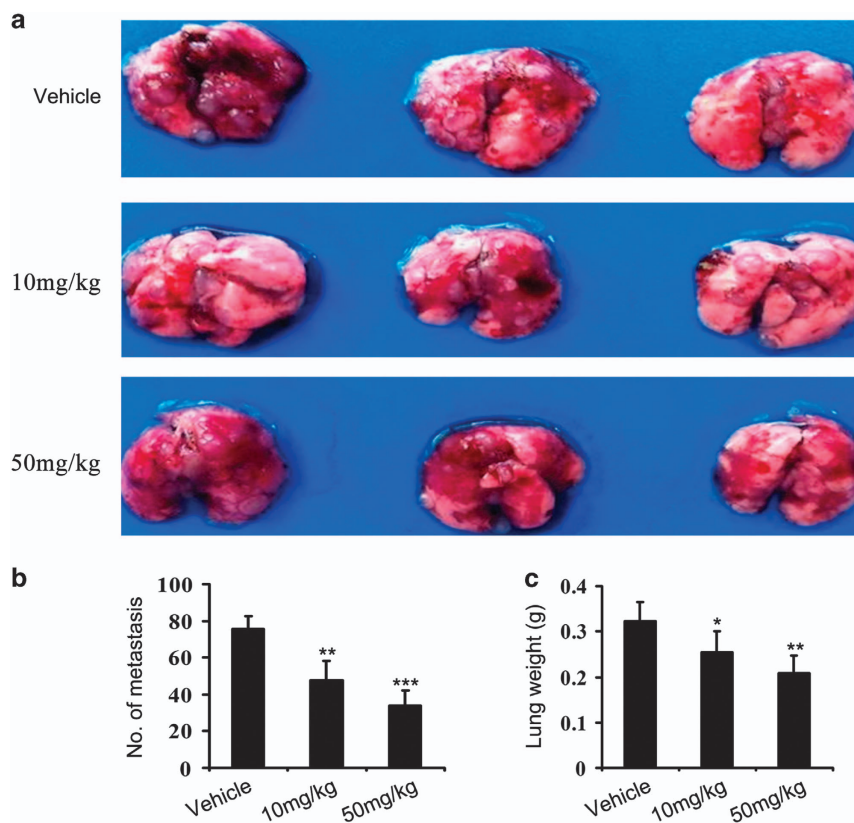 a
Vehicle
10mg/kg
50mg/kg
b
No. of metastasis
100
80
60
40
20
0
**
***
Vehicle
10mg/kg
50mg/kg
c
Lung weight (g)
0.4
0.3
0.2
0.1
0
*
**
Vehicle
10mg/kg
50mg/kg